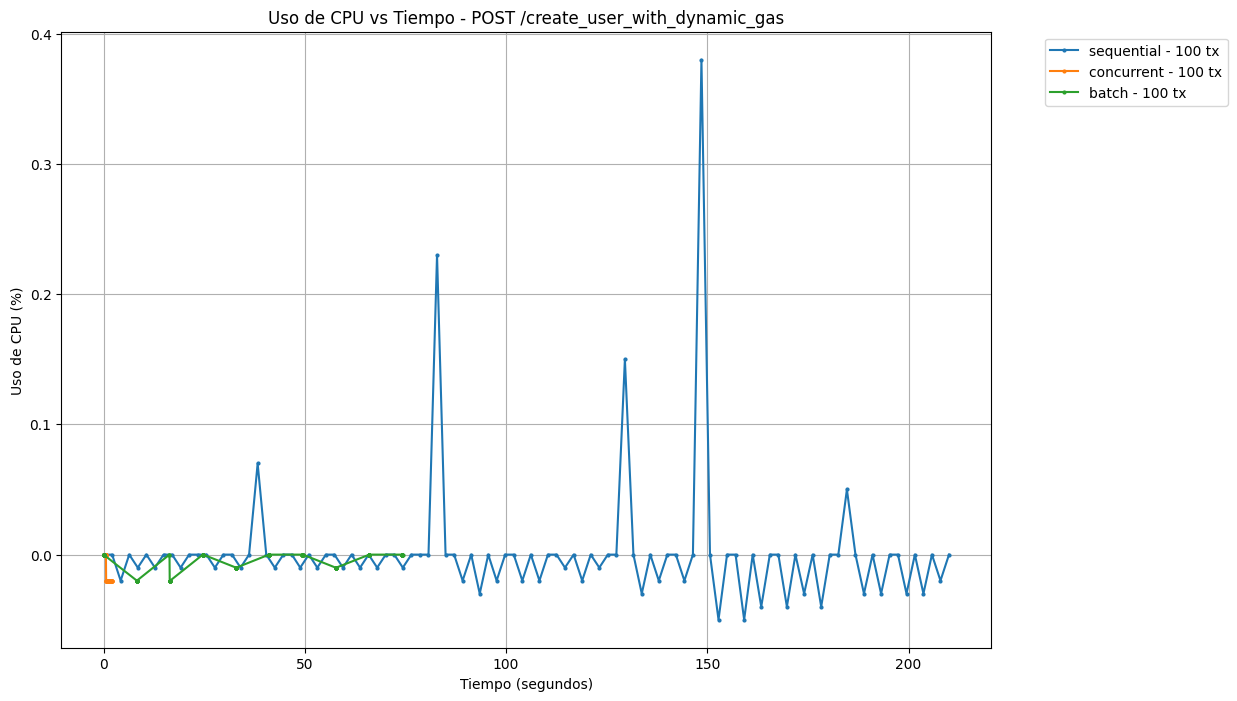 Uso de CPU vs Tiempo - POST /create_user_with_dynamic_gas
sequential - 100 tx
concurrent - 100 tx
batch - 100 tx
Uso de CPU (%)
0.4
0.3
0.2
0.1
0.0
0
50
100
150
200
Tiempo (segundos)